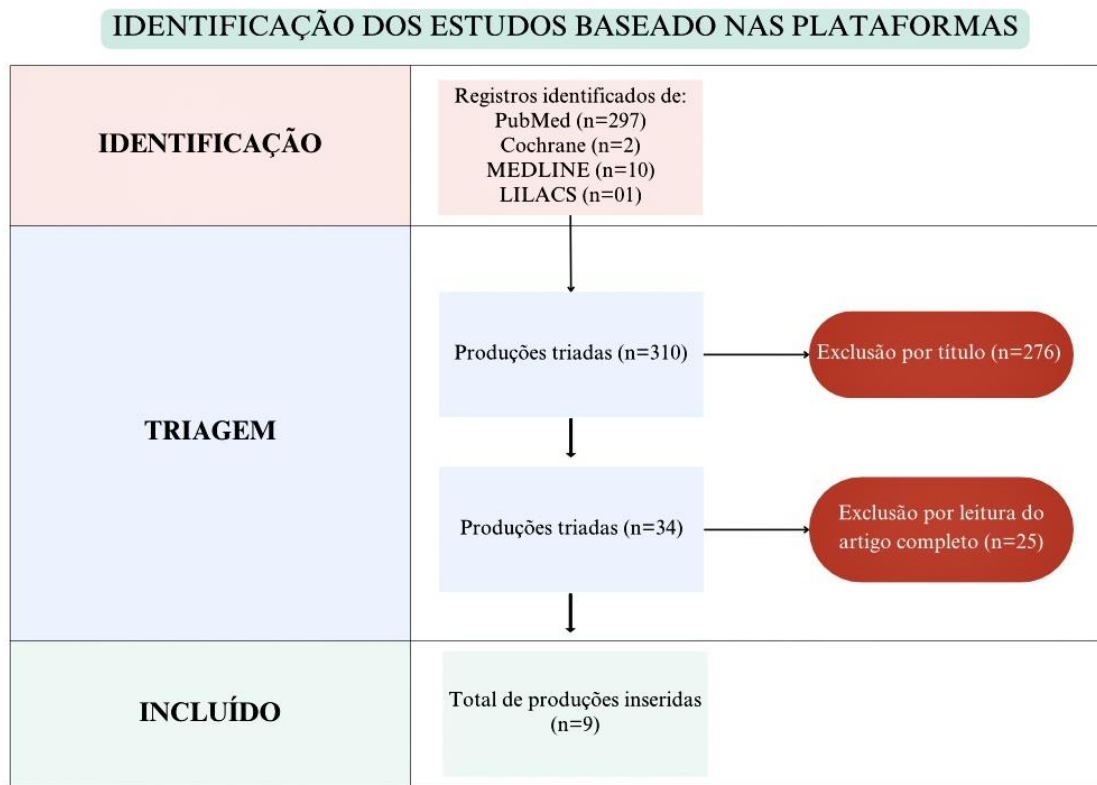 IDENTIFICAÇÃO DOS ESTUDOS BASEADO NAS PLATAFORMAS
IDENTIFICAÇÃO
Registros identificados de:
PubMed (n=297)
Cochrane (n=2)
MEDLINE (n=10)
LILACS (n=01)
TRIAGEM
Produções triadas (n=310)
Exclusão por título (n=276)
Produções triadas (n=34)
Exclusão por leitura do
artigo completo (n=25)
INCLUÍDO
Total de produções inseridas
(n=9)